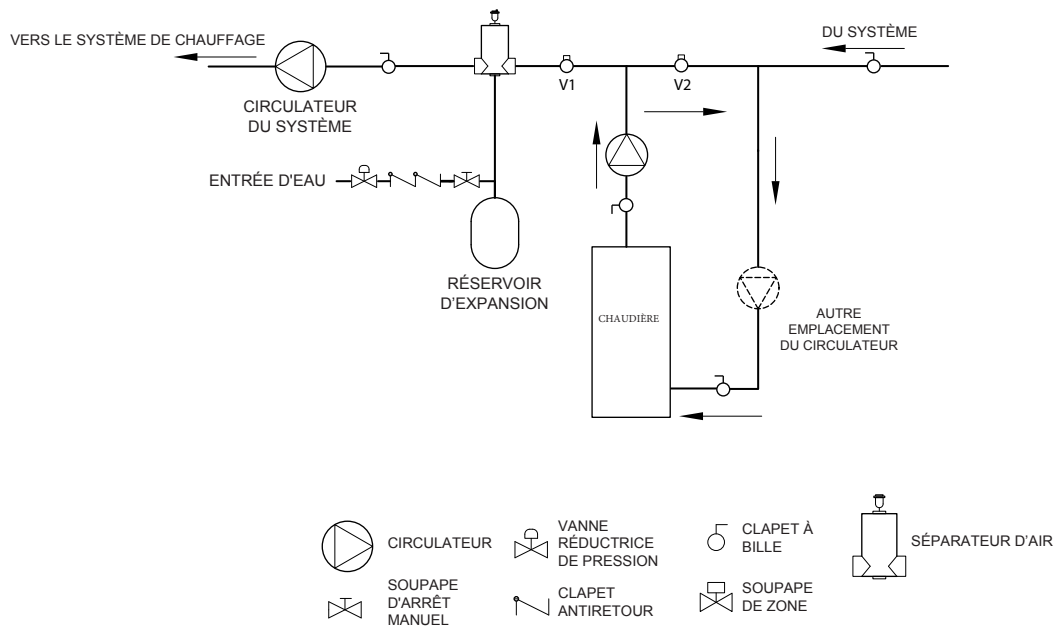 VERS LE SYSTÈME DE CHAUFFAGE
DU SYSTÈME
V1
V2
CIRCULATEUR
DU SYSTÈME
ENTRÉE D'EAU
RÉSERVOIR
D'EXPANSION
CHAUDIÈRE
AUTRE
EMPLACEMENT
DU CIRCULATEUR
CIRCULATEUR
VANNE
RÉDUCTRICE
DE PRESSION
CLAPET À
BILLE
SÉPARATEUR D'AIR
SOUPAPE
D'ARRÊT
MANUEL
CLAPET
ANTIRETOUR
SOUPAPE
DE ZONE